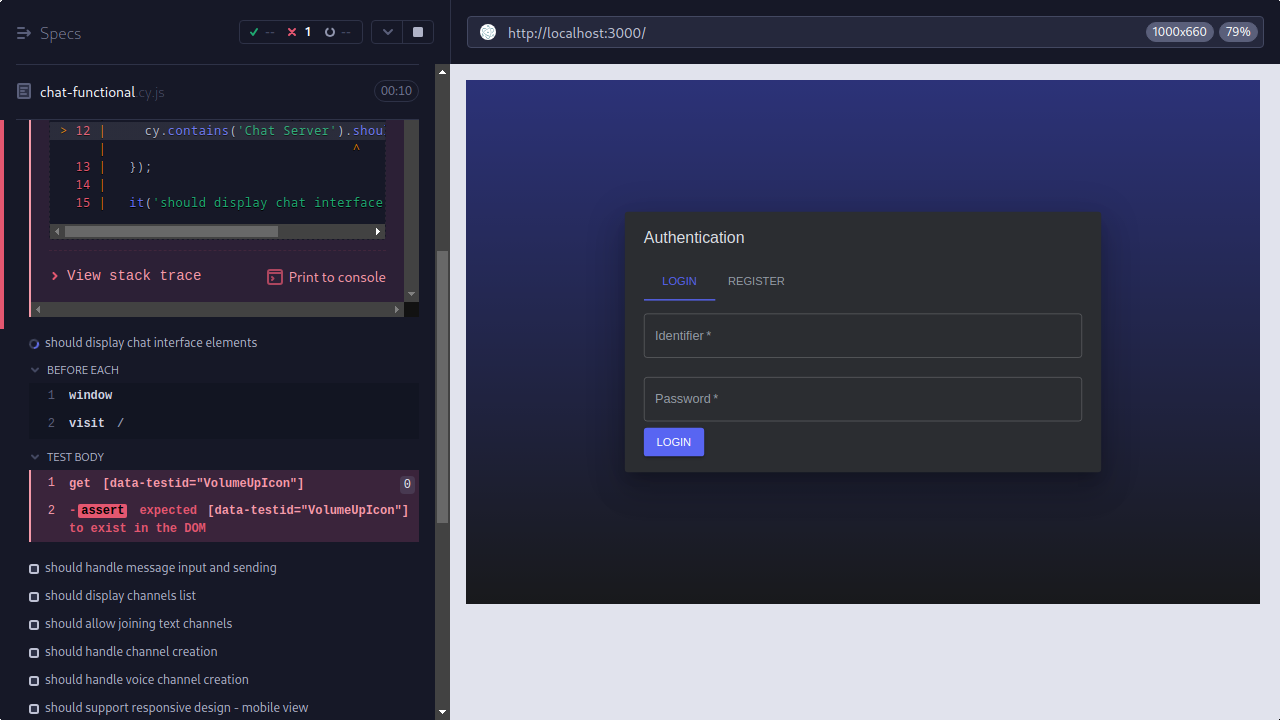 Specs
-- 1 --
http://localhost:3000/
1000x660 79%
chat-functional.cy.js 00:10
> 12 | cy.contains('Chat Server').shou
| ^
13 | });
14 |
15 | it('should display chat interface
View stack trace
Print to console
should display chat interface elements
BEFORE EACH
1 window
2 visit /
TEST BODY
1 get [data-testid="VolumeUpIcon"] 0
2 -assert expected [data-testid="VolumeUpIcon"]
to exist in the DOM
should handle message input and sending
should display channels list
should allow joining text channels
should handle channel creation
should handle voice channel creation
should support responsive design - mobile view
Authentication
LOGIN REGISTER
Identifier *
Password *
LOGIN